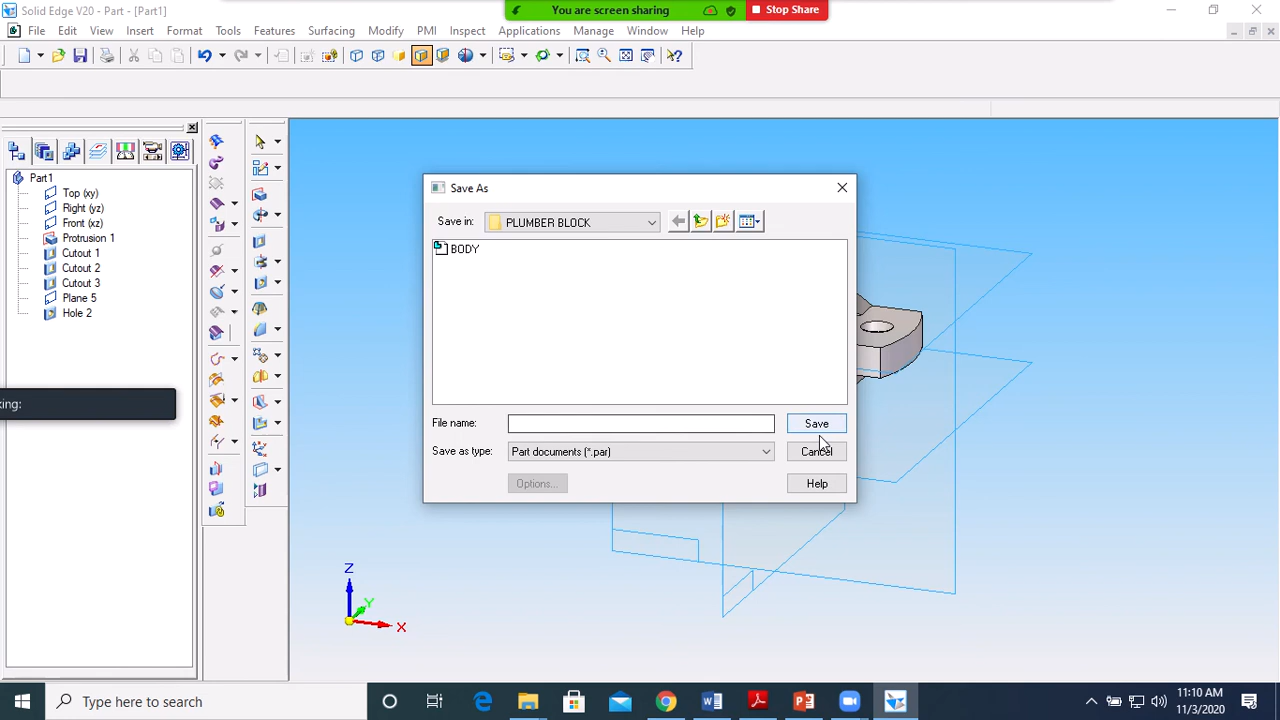 Solid Edge V20 - Part - [Part1]
You are screen sharing
Stop Share
File Edit View Insert Format Tools Features Surfacing Modify PMI Inspect Applications Manage Window Help
Save As
Save in: PLUMBER BLOCK
BODY
File name:
Save
Save as type: Part documents (*.par)
Cancel
Options...
Help
Part1
Top (xy)
Right (yz)
Front (xz)
Protrusion 1
Cutout 1
Cutout 2
Cutout 3
Plane 5
Hole 2
king:
Z
Y
X
Type here to search
11:10 AM
11/3/2020